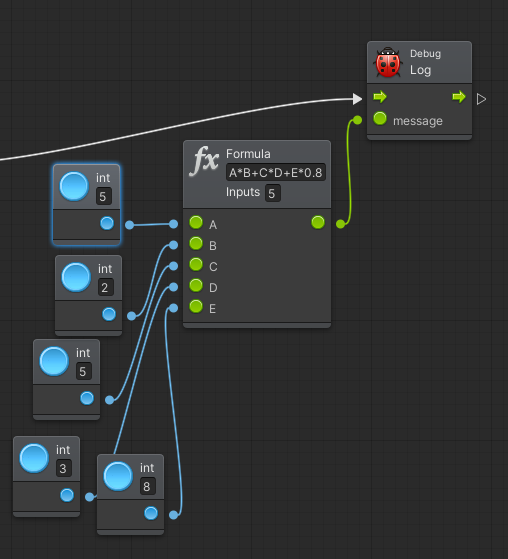 Debug
Log
message
fx
Formula
A*B+C*D+E*0.8
Inputs 5
A
B
C
D
E
int
5
int
2
int
5
int
3
int
8